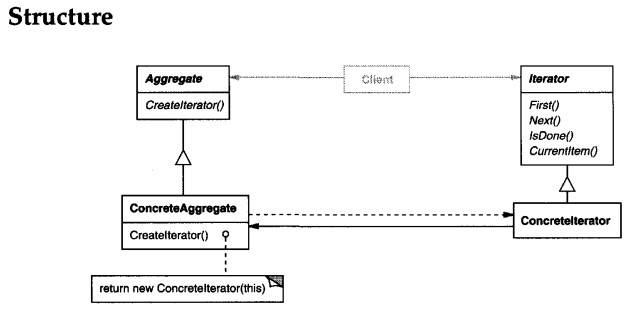 Structure
Aggregate
CreateIterator()
Client
Iterator
First()
Next()
IsDone()
CurrentItem()
ConcreteAggregate
CreateIterator()
ConcreteIterator
return new ConcreteIterator(this)